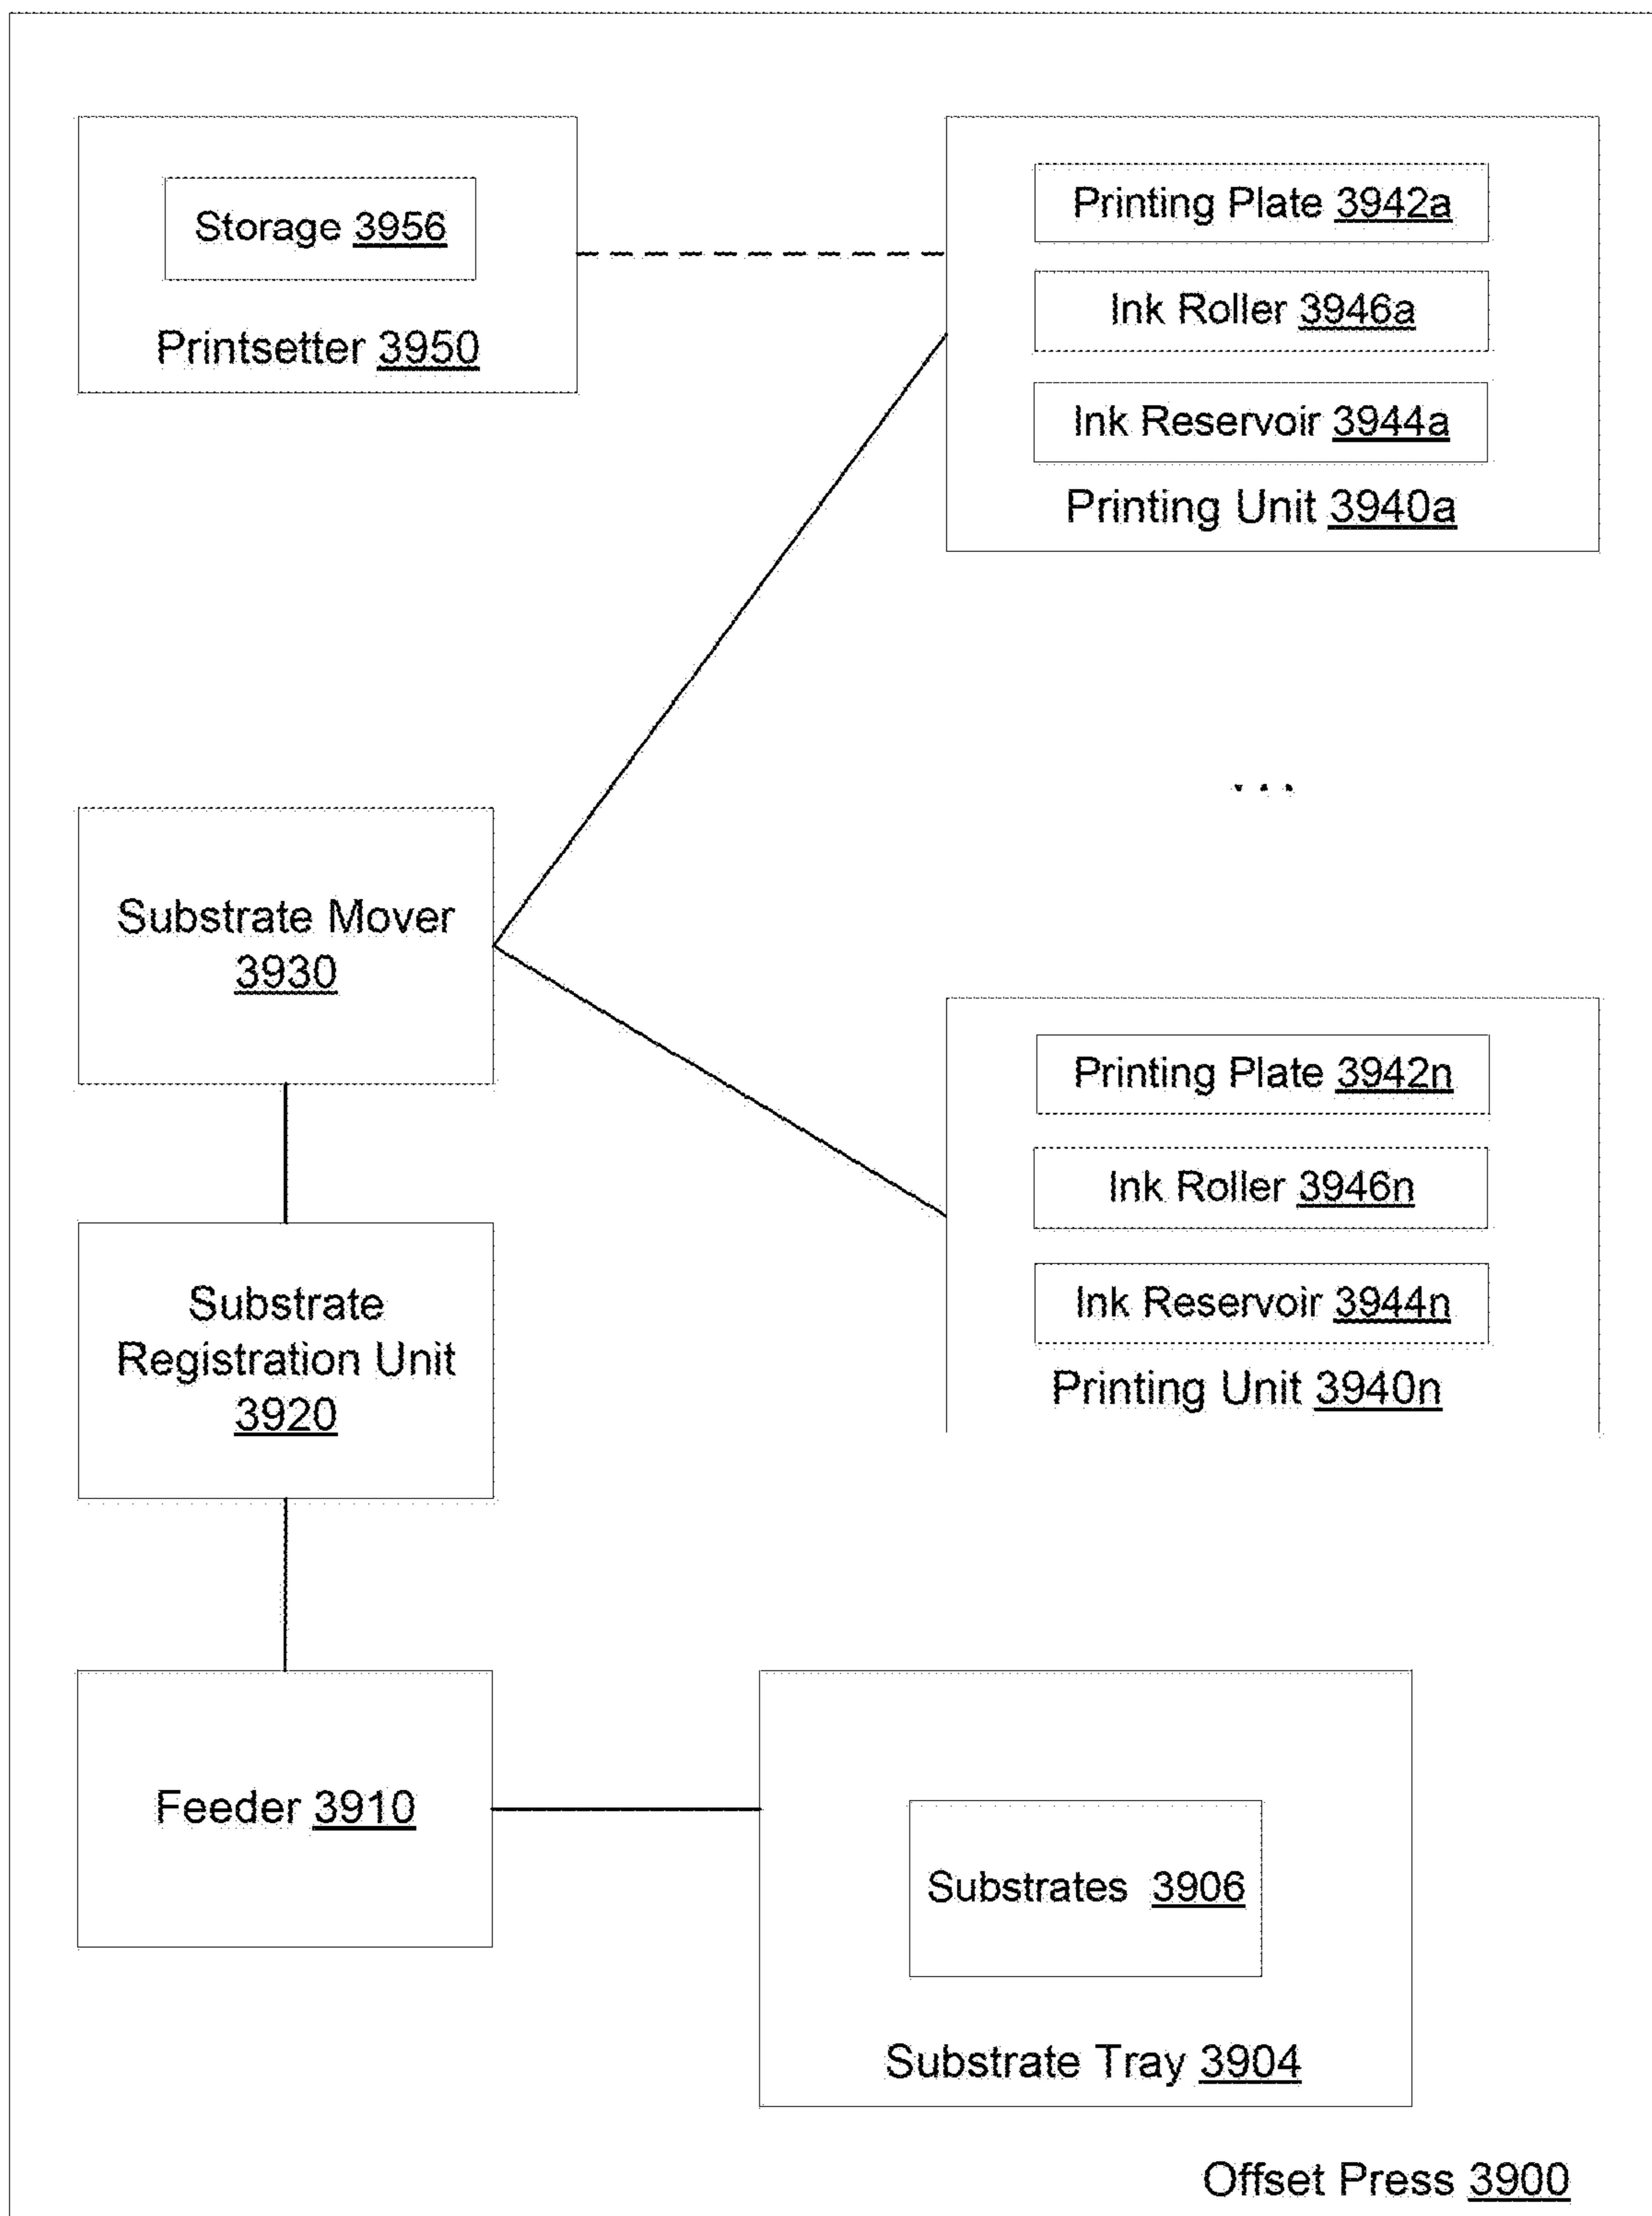 Storage 3956
Printsetter 3950
Printing Plate 3942a
Ink Roller 3946a
Ink Reservoir 3944a
Printing Unit 3940a
...
Substrate Mover
3930
Printing Plate 3942n
Ink Roller 3946n
Ink Reservoir 3944n
Printing Unit 3940n
Substrate
Registration Unit
3920
Feeder 3910
Substrates 3906
Substrate Tray 3904
Offset Press 3900